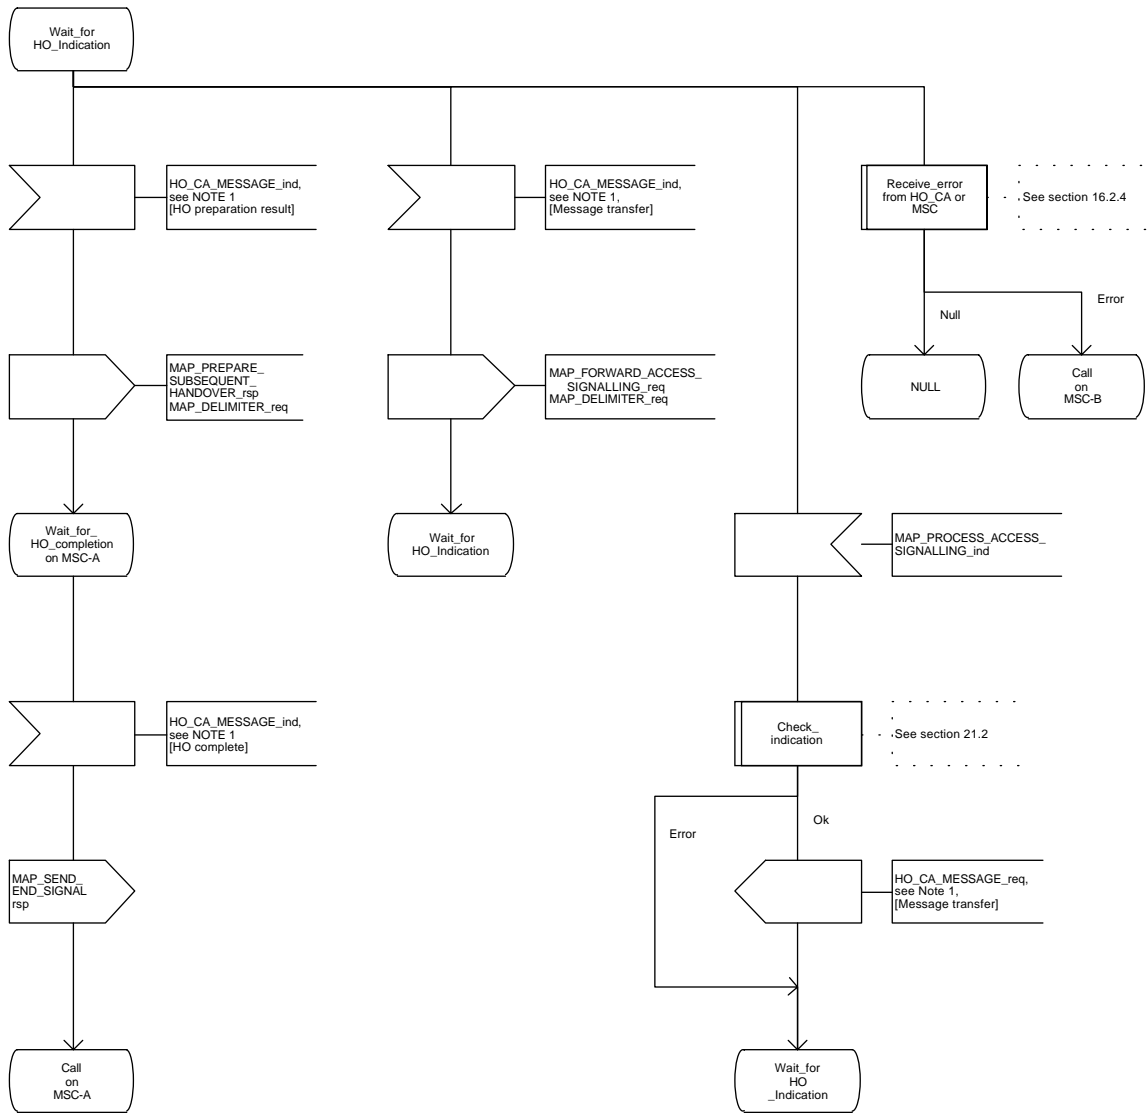 Wait_for
HO_Indication
HO_CA_MESSAGE_ind,
see NOTE 1
[HO preparation result]
HO_CA_MESSAGE_ind,
see NOTE 1,
[Message transfer]
Receive_error
from HO_CA or
MSC
See section 16.2.4
Null
Error
MAP_PREPARE_
SUBSEQUENT_
HANDOVER_rsp
MAP_DELIMITER_req
MAP_FORWARD_ACCESS_
SIGNALLING_req
MAP_DELIMITER_req
NULL
Call
on
MSC-B
Wait_for_
HO_completion
on MSC-A
Wait_for
HO_Indication
MAP_PROCESS_ACCESS_
SIGNALLING_ind
HO_CA_MESSAGE_ind,
see NOTE 1
[HO complete]
Check_
indication
See section 21.2
Error
Ok
MAP_SEND_
END_SIGNAL
rsp
HO_CA_MESSAGE_req,
see Note 1,
[Message transfer]
Call
on
MSC-A
Wait_for
HO
_Indication